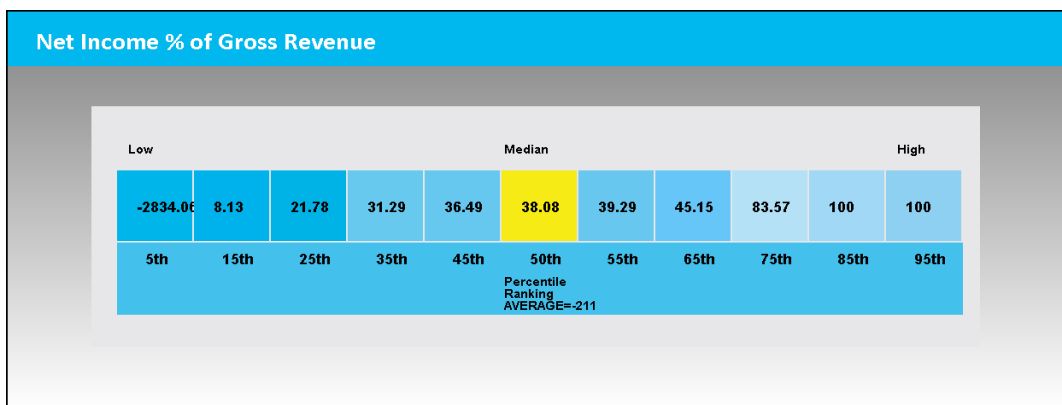 Net Income % of Gross Revenue
Low Median High
-2834.06 8.13 21.78 31.29 36.49 38.08 39.29 45.15 83.57 100 100
5th 15th 25th 35th 45th 50th 55th 65th 75th 85th 95th
Percentile
Ranking
AVERAGE=-211